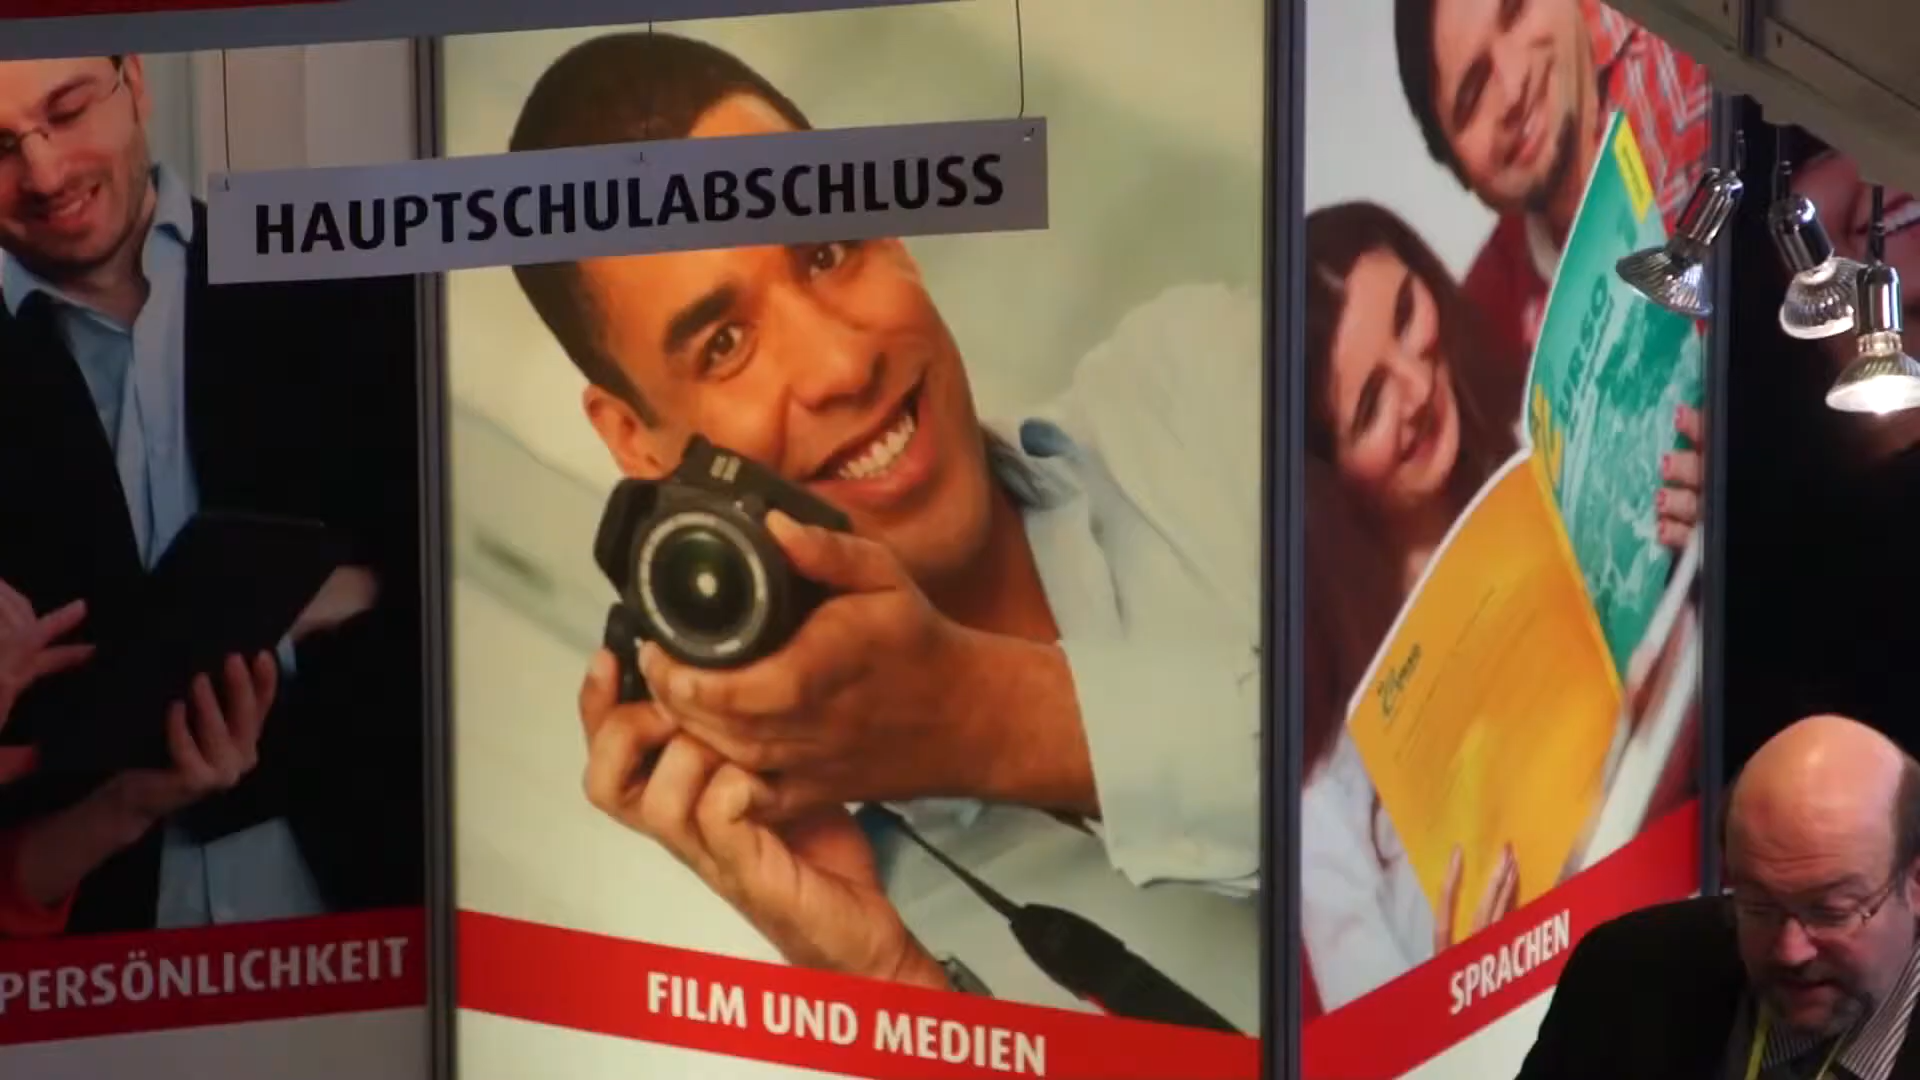 HAUPTSCHULABSCHLUSS
PERSÖNLICHKEIT
FILM UND MEDIEN
SPRACHEN